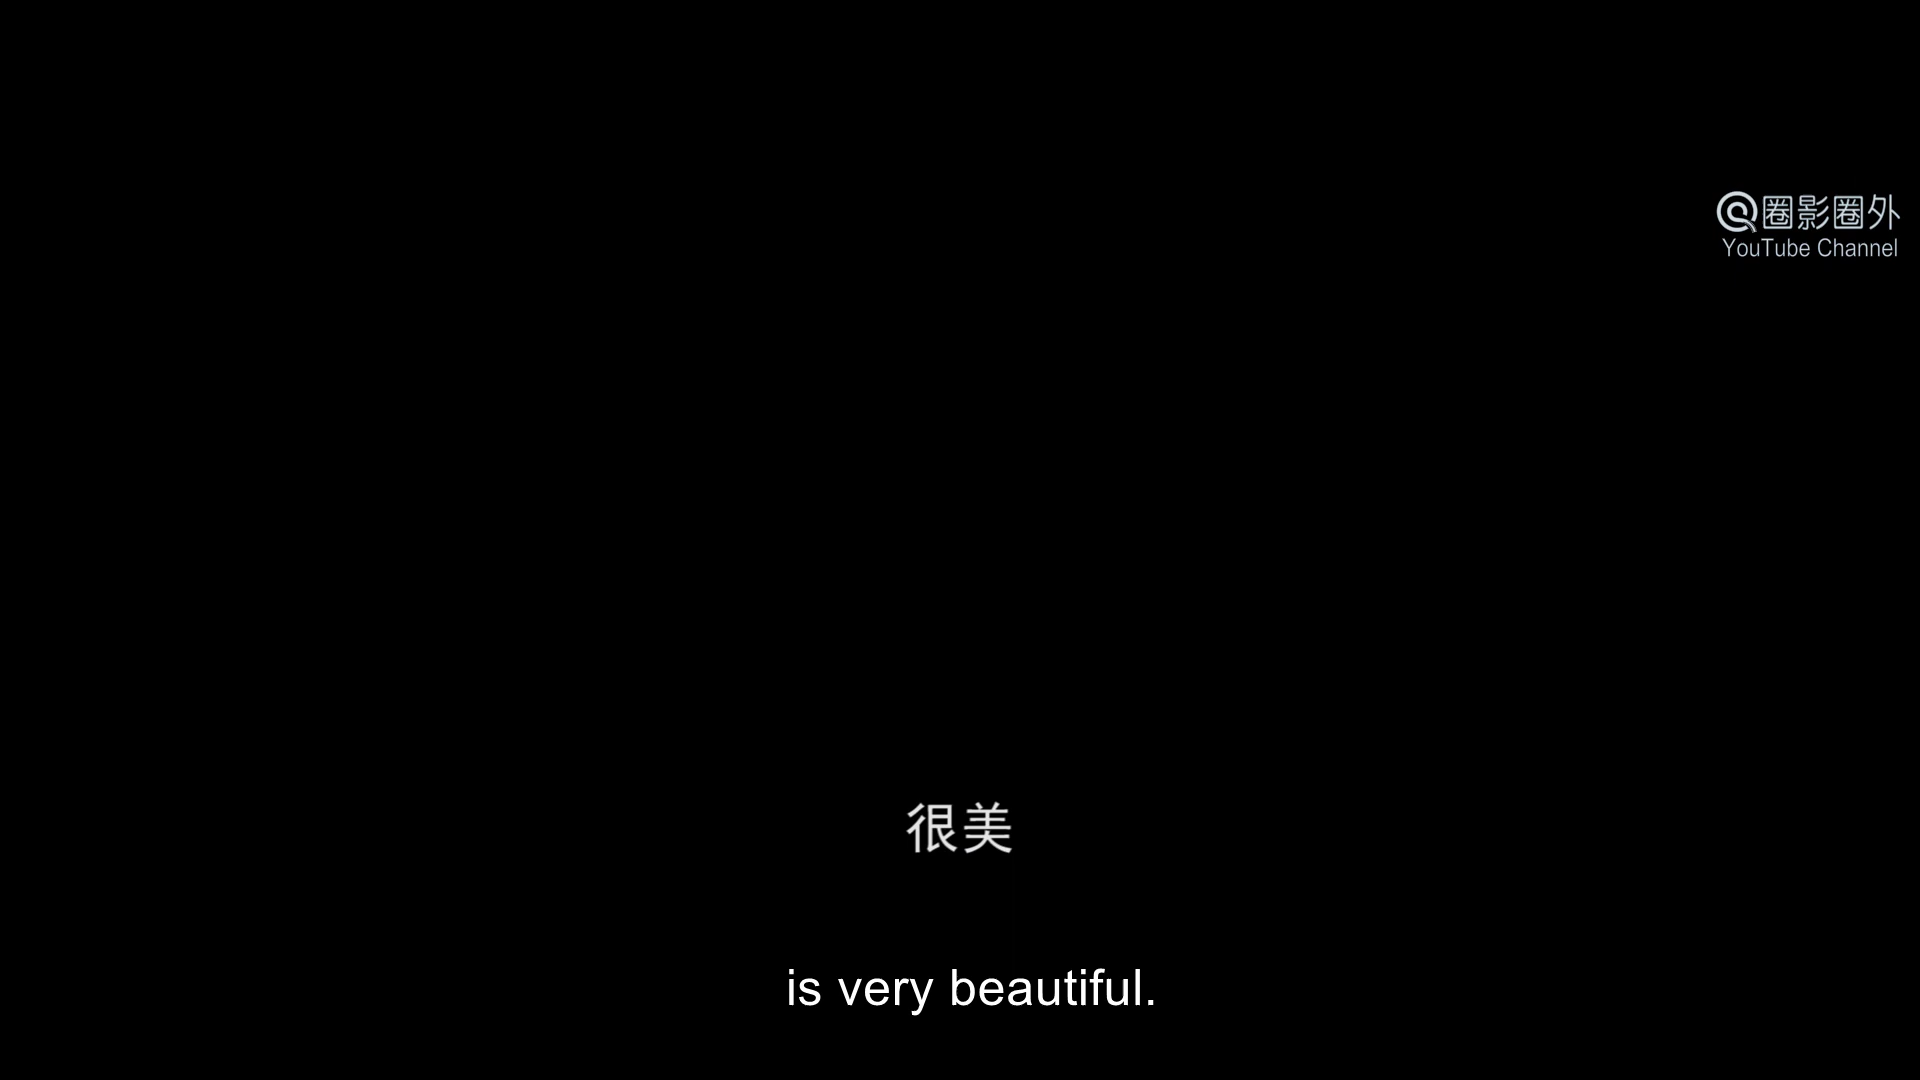 圈影圈外
YouTube Channel
很美
is very beautiful.